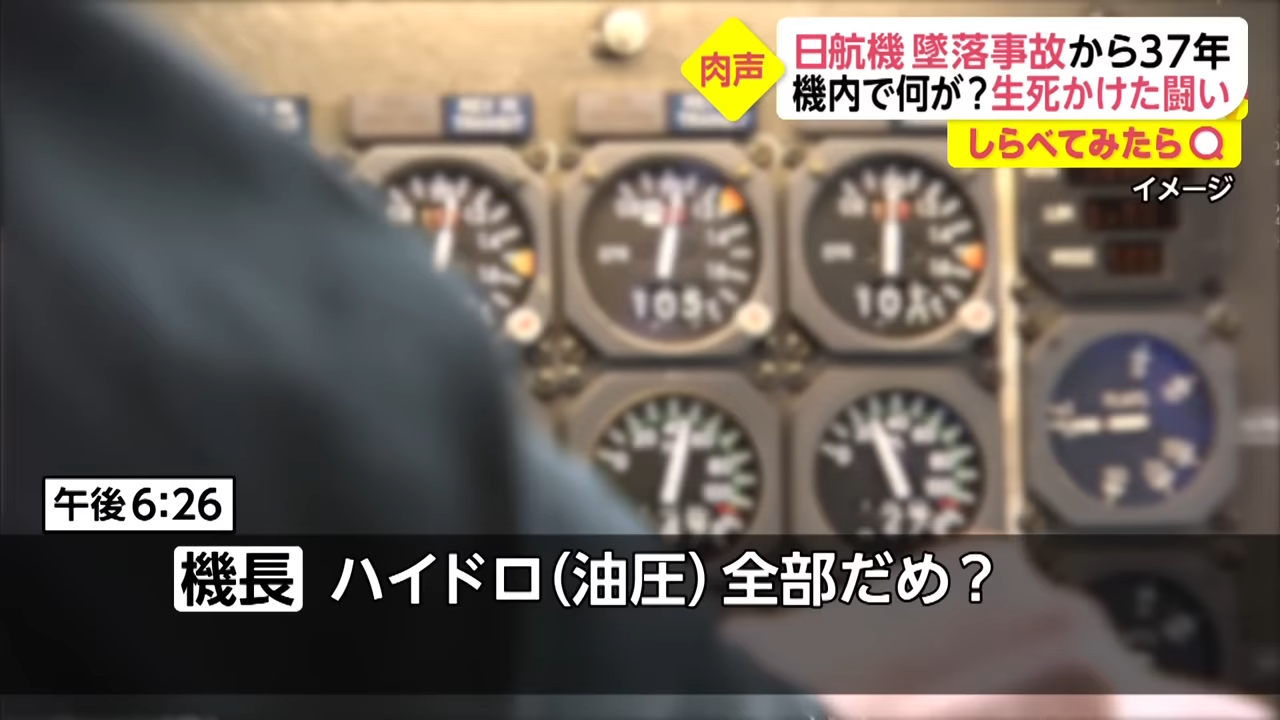 肉声
日航機 墜落事故から37年
機内で何が？生死かけた闘い
しらべてみたら
イメージ
105
午後6:26
機長 ハイドロ（油圧）全部だめ？